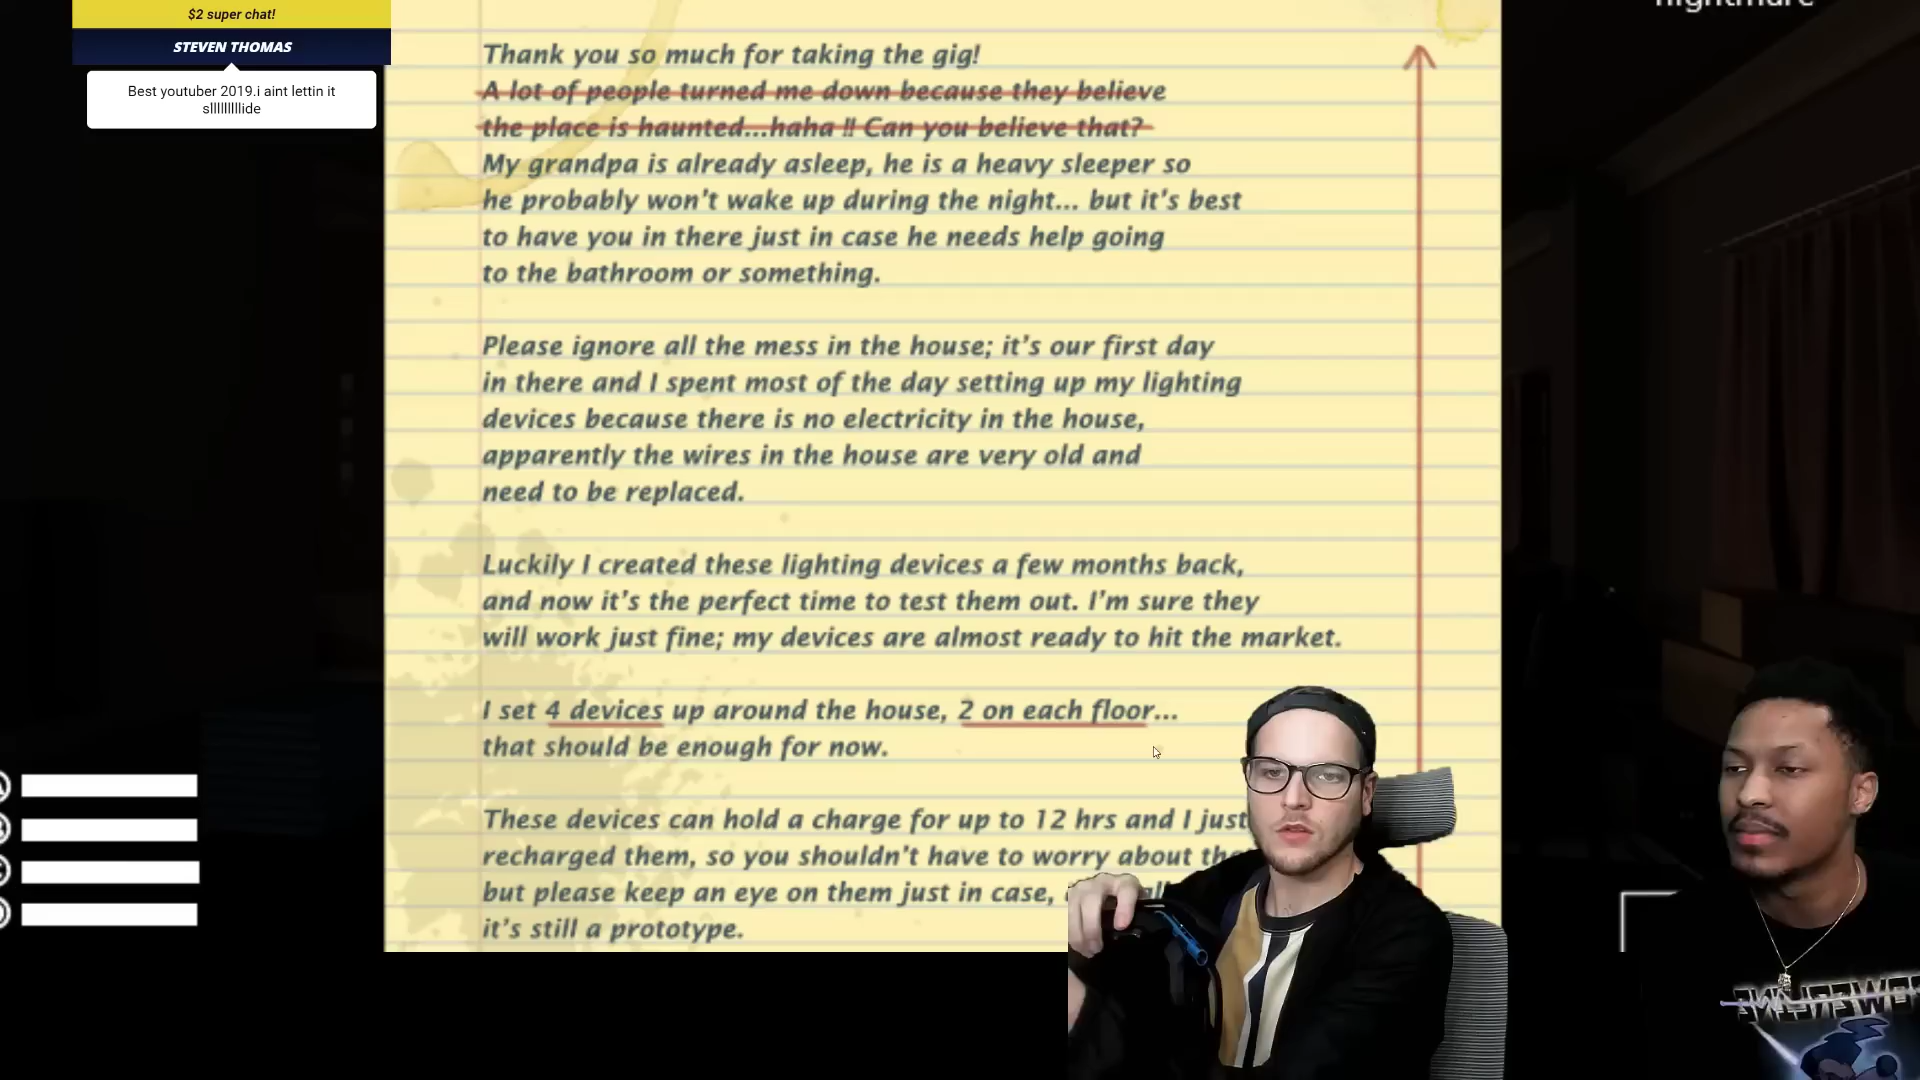 $2 super chat!
STEVEN THOMAS
Best youtuber 2019.i aint lettin it
slllllllllide
nightmare
Thank you so much for taking the gig!
A lot of people turned me down because they believe
the place is haunted...haha !! Can you believe that?
My grandpa is already asleep, he is a heavy sleeper so
he probably won't wake up during the night... but it's best
to have you in there just in case he needs help going
to the bathroom or something.
Please ignore all the mess in the house; it's our first day
in there and I spent most of the day setting up my lighting
devices because there is no electricity in the house,
apparently the wires in the house are very old and
need to be replaced.
Luckily I created these lighting devices a few months back,
and now it's the perfect time to test them out. I'm sure they
will work just fine; my devices are almost ready to hit the market.
I set 4 devices up around the house, 2 on each floor...
that should be enough for now.
These devices can hold a charge for up to 12 hrs and I just
recharged them, so you shouldn't have to worry about
but please keep an eye on them just in case,
it's still a prototype.